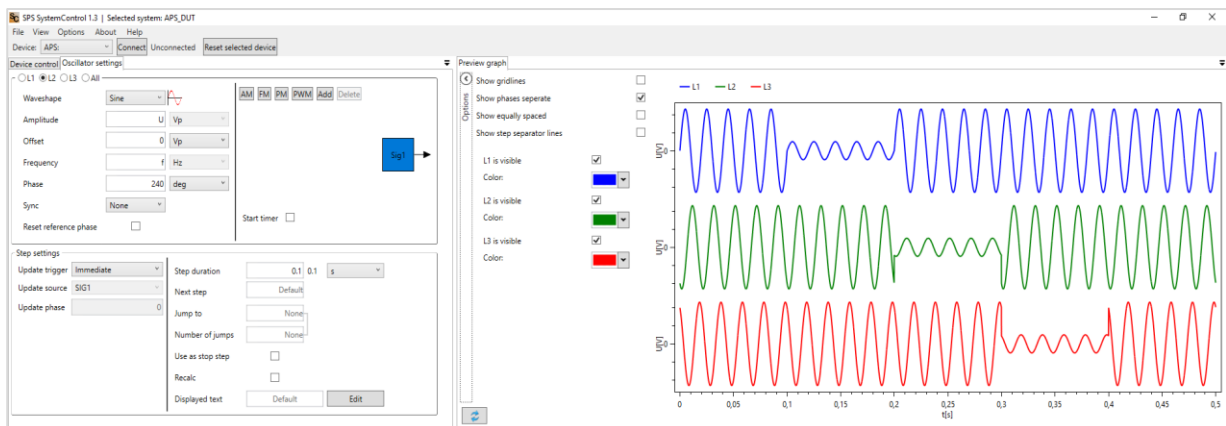 SPS SystemControl 1.3 | Selected system: APS_DUT
File View Options About Help
Device: APS: Connect Unconnected Reset selected device
Device control Oscillator settings
L1 L2 L3 All
Waveshape Sine
Amplitude U Vp
Offset 0 Vp
Frequency f Hz
Phase 240 deg
Sync None
Reset reference phase
AM FM PM PWM Add Delete
Sig1
Start timer
Step settings
Update trigger Immediate
Update source SIG1
Update phase 0
Step duration 0.1 0.1 s
Next step Default
Jump to None
Number of jumps None
Use as stop step
Recalc
Displayed text Default Edit
Preview graph
Options
Show gridlines
Show phases seperate
Show equally spaced
Show step separator lines
L1 is visible
Color:
L2 is visible
Color:
L3 is visible
Color:
L1 L2 L3
U[V] 0
U[V] 0
U[V] 0
0 0,05 0,1 0,15 0,2 0,25 0,3 0,35 0,4 0,45 0,5
t[s]